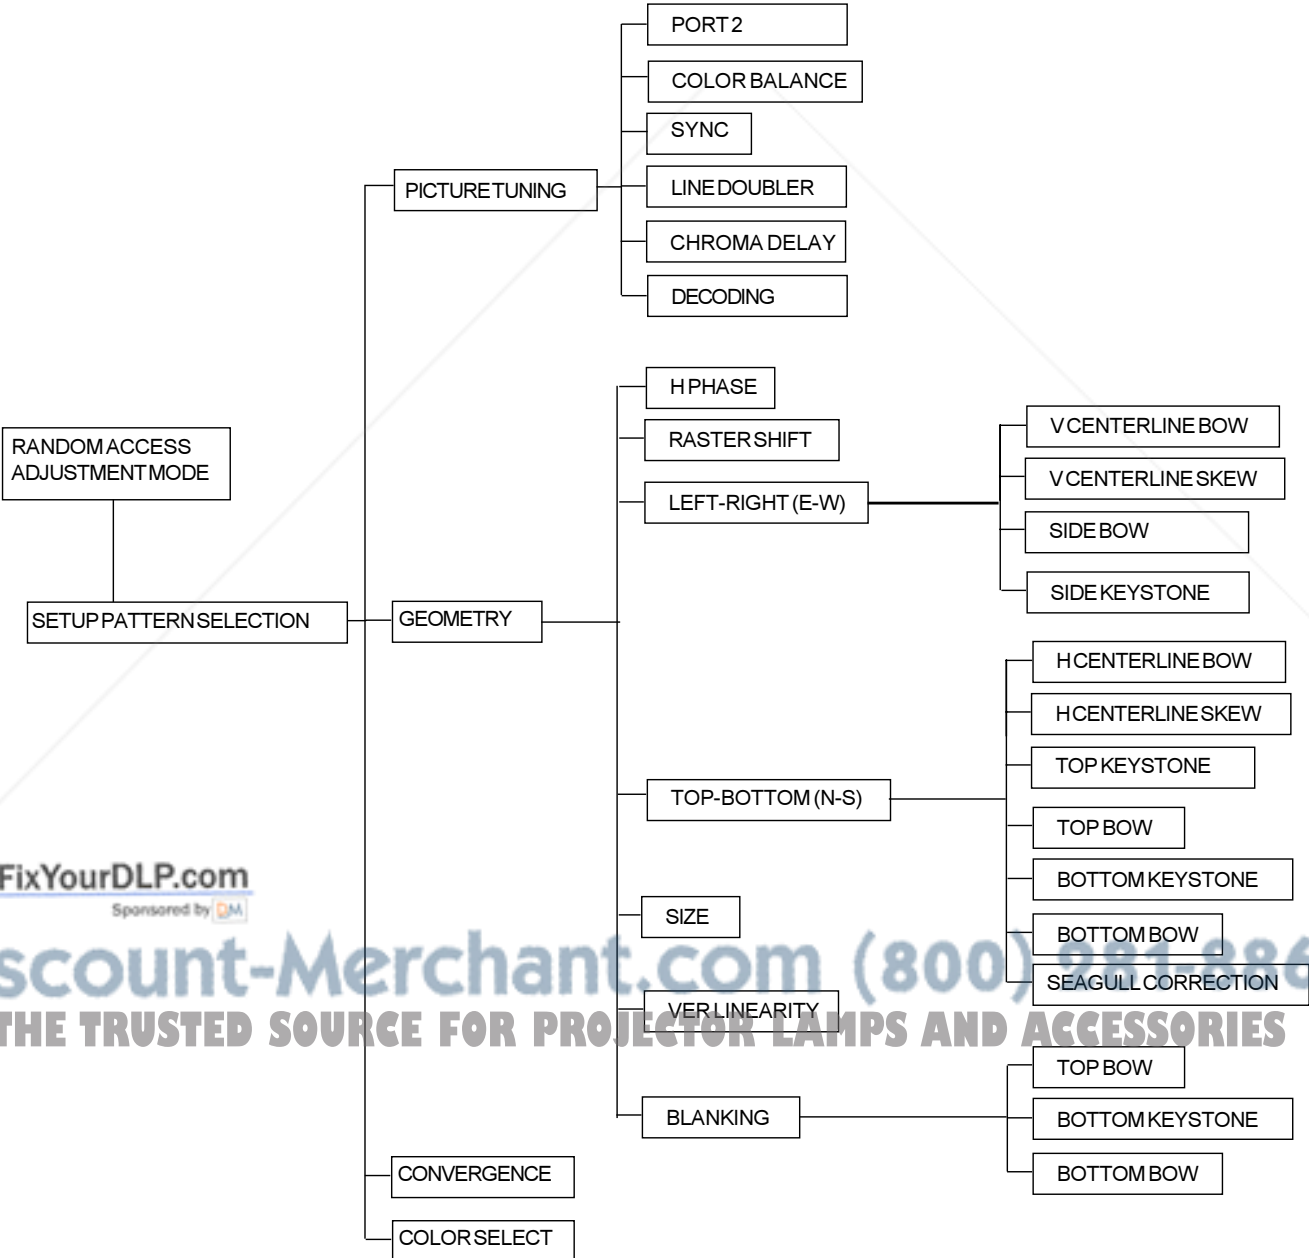 PORT 2
COLOR BALANCE
SYNC
LINE DOUBLER
CHROMA DELAY
DECODING
PICTURE TUNING
H PHASE
RASTER SHIFT
LEFT-RIGHT (E-W)
V CENTERLINE BOW
V CENTERLINE SKEW
SIDE BOW
SIDE KEYSTONE
RANDOM ACCESS
ADJUSTMENT MODE
SETUP PATTERN SELECTION
GEOMETRY
TOP-BOTTOM (N-S)
H CENTERLINE BOW
H CENTERLINE SKEW
TOP KEYSTONE
TOP BOW
BOTTOM KEYSTONE
BOTTOM BOW
SEAGULL CORRECTION
SIZE
VER LINEARITY
BLANKING
TOP BOW
BOTTOM KEYSTONE
BOTTOM BOW
CONVERGENCE
COLOR SELECT
FixYourDLP.com
Sponsored by DM
scount-Merchant.com (800) 281-886
THE TRUSTED SOURCE FOR PROJECTOR LAMPS AND ACCESSORIES